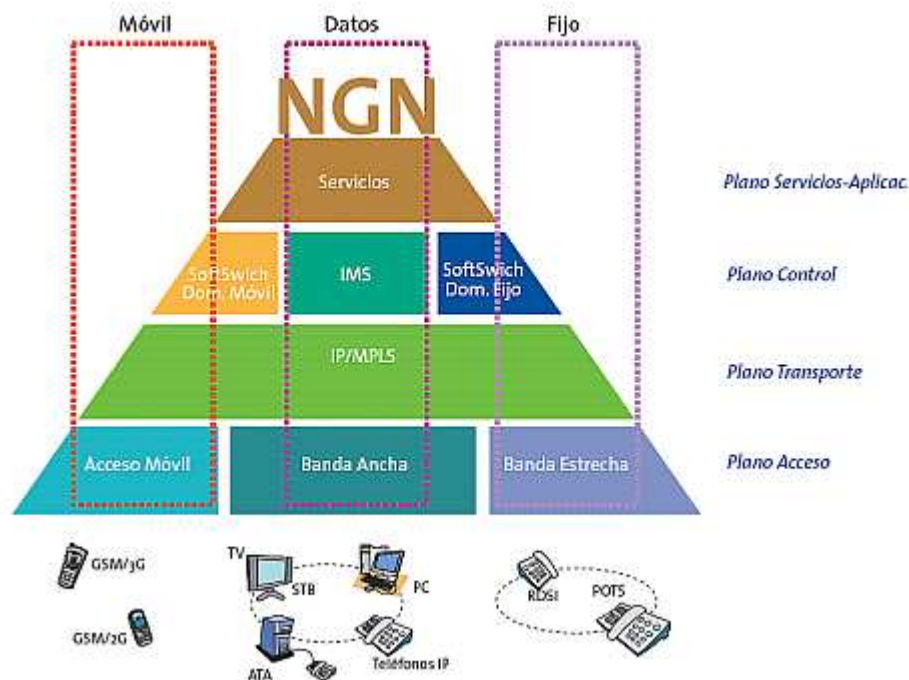 Móvil
Datos
Fijo
NGN
Servicios
Plano Servicios-Aplicac.
SoftSwich
Dom. Móvil
IMS
SoftSwich
Dom. Fijo
Plano Control
IP/MPLS
Plano Transporte
Acceso Móvil
Banda Ancha
Banda Estrecha
Plano Acceso
GSM/3G
TV
STB
PC
RDSI
POTS
GSM/2G
ATA
Teléfonos IP